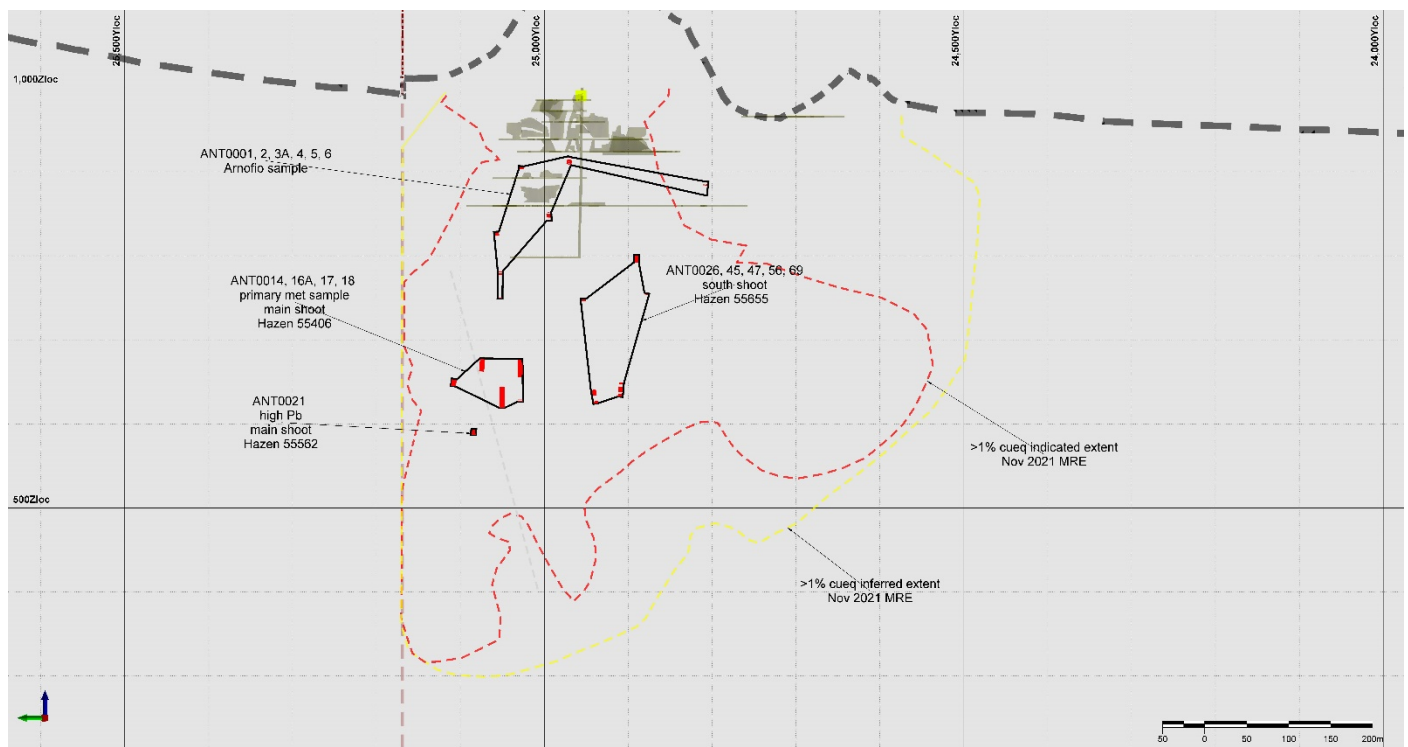 25,500Yloc
25,000Yloc
24,500Yloc
24,000Yloc
1,000Zloc
ANT0001, 2, 3A, 4, 5, 6
Arnofio sample
ANT0014, 16A, 17, 18
primary met sample
main shoot
Hazen 55406
ANT0026, 45, 47, 56, 69
south shoot
Hazen 55655
ANT0021
high Pb
main shoot
Hazen 55562
>1% cueq indicated extent
Nov 2021 MRE
500Zloc
>1% cueq inferred extent
Nov 2021 MRE
50 0 50 100 150 200m